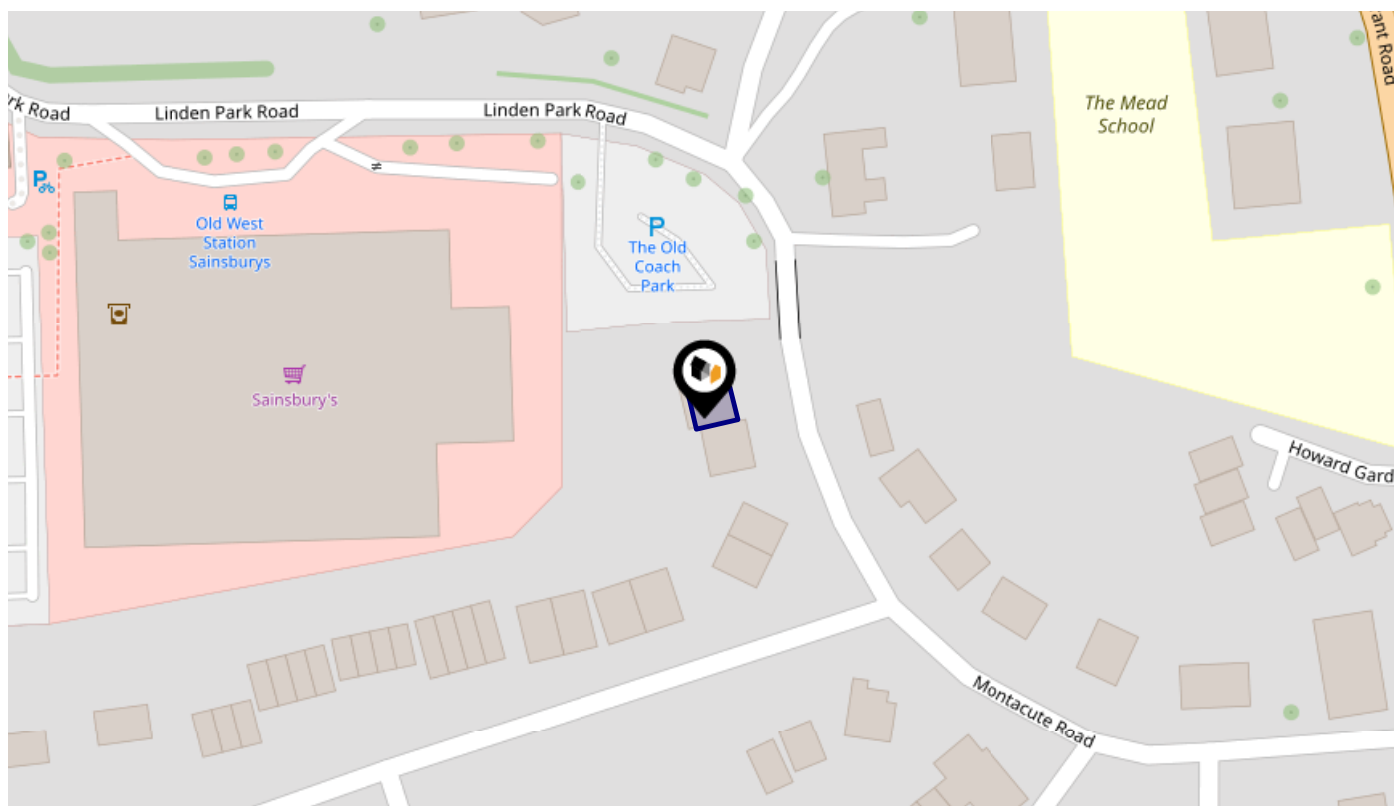 rk Road
Linden Park Road
Linden Park Road
ant Road
The Mead
School
P
Old West
Station
Sainsburys
P
The Old
Coach
Park
Sainsbury's
Howard Gard
Montacute Road